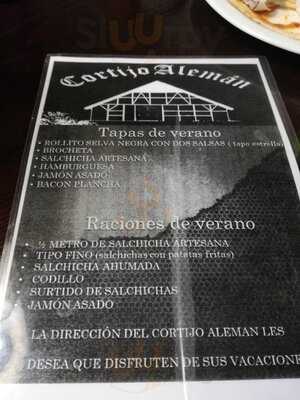 Cortijo Alemán
Tapas de verano
• ROLLITO SELVA NEGRA CON DOS SALSAS ( tapo estrella)
• BROCHETA
• SALCHICHA ARTESANA
• HAMBURGUESA
• JAMÓN ASADO
• BACON PLANCHA
Raciones de verano
• ½ METRO DE SALCHICHA ARTESANA
• TIPO FINO (salchichas con patatas fritas)
• SALCHICHA AHUMADA
• CODILLO
• SURTIDO DE SALCHICHAS
• JAMÓN ASADO
LA DIRECCIÓN DEL CORTIJO ALEMAN LES
DESEA QUE DISFRUTEN DE SUS VACACIONE